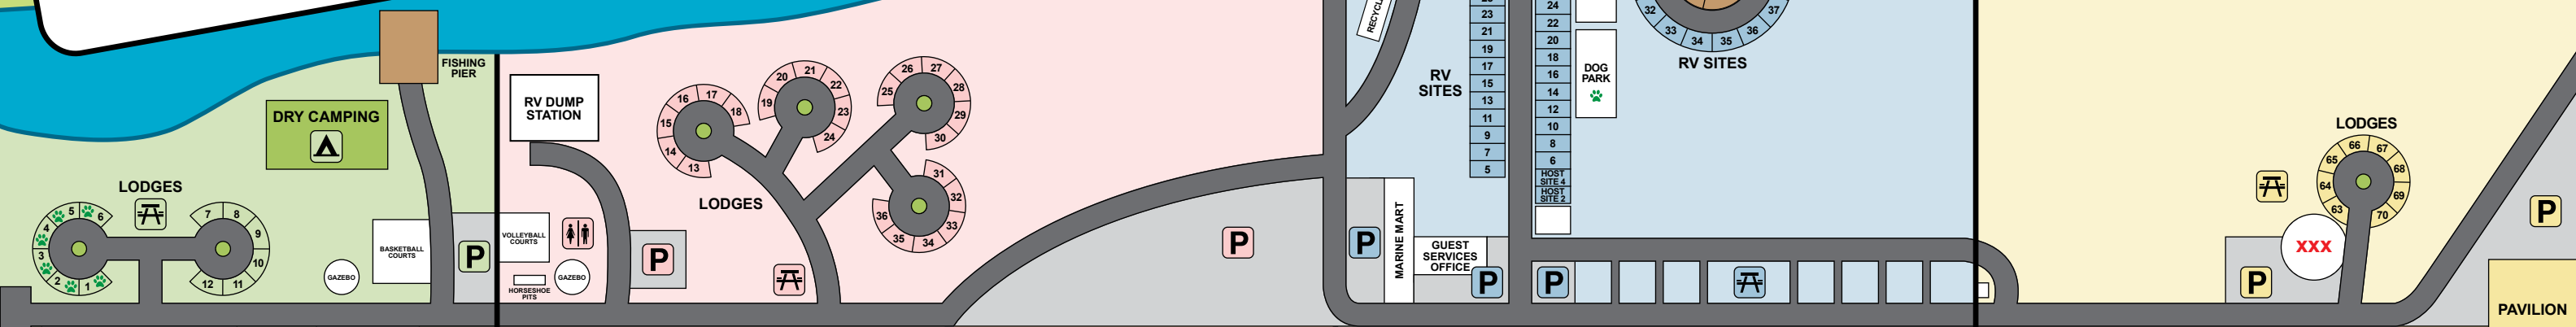 FISHING
PIER
DRY CAMPING
LODGES
5
6
4
3
2
1
7
8
9
10
11
12
BASKETBALL
COURTS
GAZEBO
P
RV DUMP
STATION
VOLLEYBALL
COURTS
HORSESHOE
PITS
GAZEBO
P
LODGES
13
14
15
16
17
18
19
20
21
22
23
24
25
26
27
28
29
30
31
32
33
34
35
36
P
RECYCL
P
MARINE MART
GUEST
SERVICES
OFFICE
P
RV
SITES
23
21
19
17
15
13
11
9
7
5
24
22
20
18
16
14
12
10
8
6
HOST
SITE 4
HOST
SITE 2
DOG
PARK
P
32
33
34
35
36
37
RV SITES
LODGES
63
64
65
66
67
68
69
70
XXX
P
P
PAVILION